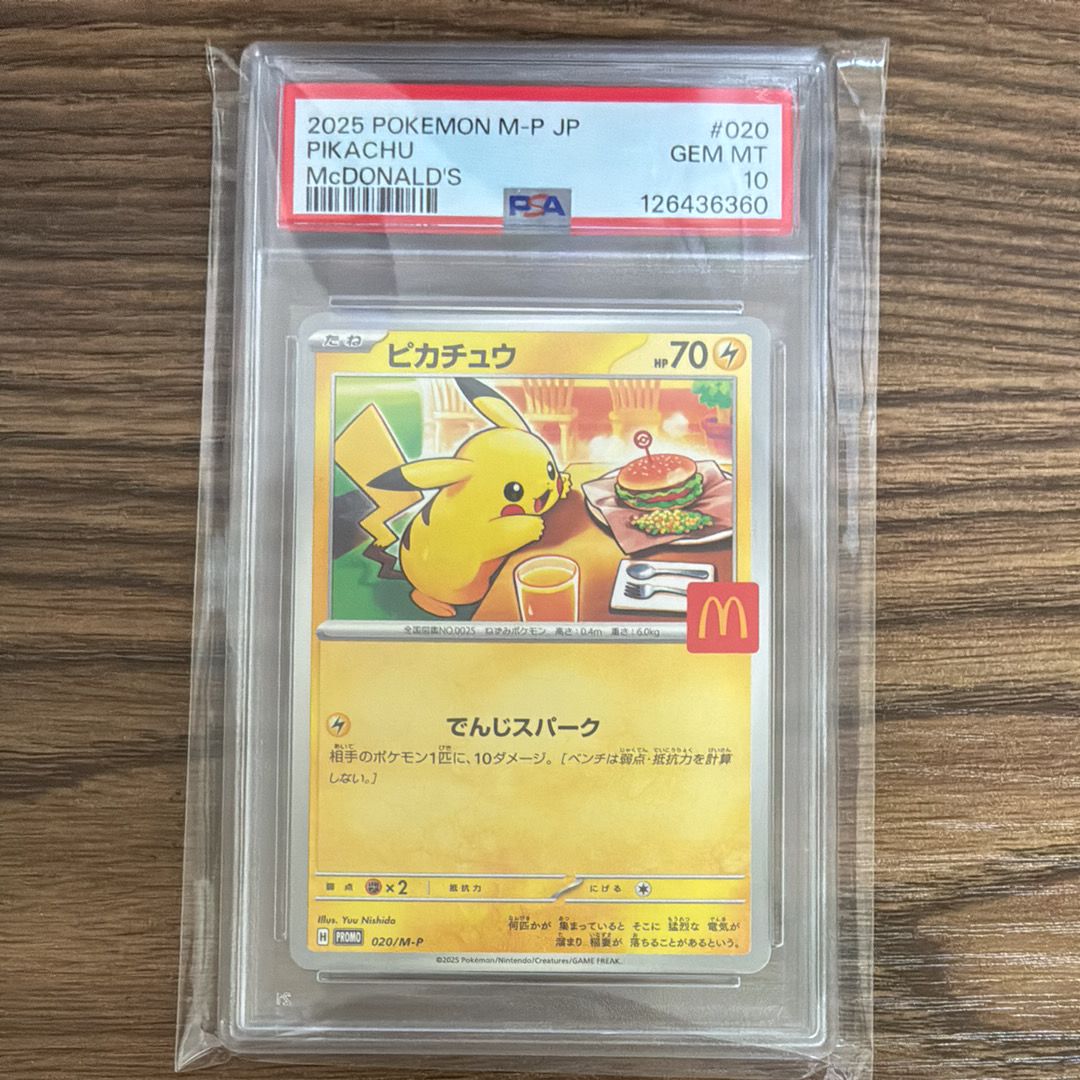 2025 POKEMON M-P JP #020
PIKACHU GEM MT
McDONALD'S 10
PSA 126436360
たね ピカチュウ HP70
全国図鑑NO.0025 ねずみポケモン 高さ:0.4m 重さ:6.0kg
M
でんじスパーク
相手のポケモン1匹に、10ダメージ。[ベンチは弱点・抵抗力を計算
しない。]
弱点 ×2 抵抗力 にげる
Illus. Yuu Nishida
何匹かが 集まっていると そこに 猛烈な 電気が
溜まり 稲妻が 落ちることがあるという。
H PROMO 020/M-P
©2025 Pokémon/Nintendo/Creatures/GAME FREAK.